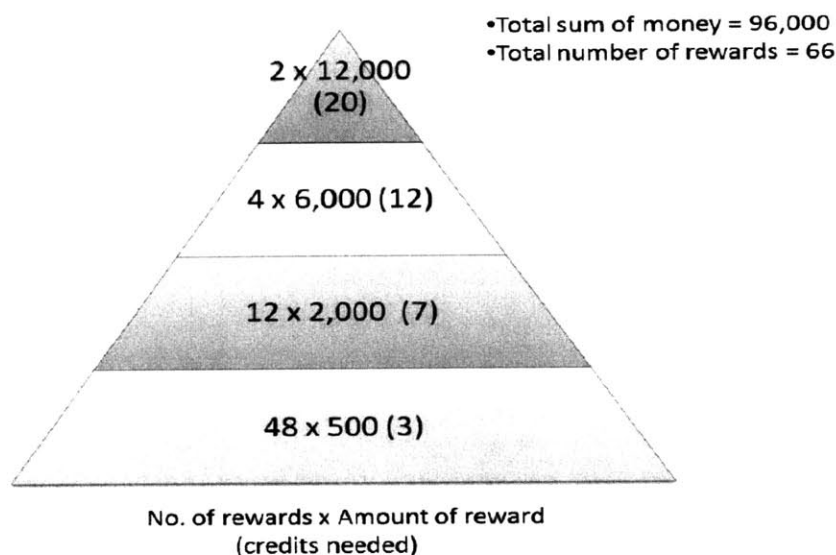 •Total sum of money = 96,000
•Total number of rewards = 66
2 x 12,000
(20)
4 x 6,000 (12)
12 x 2,000 (7)
48 x 500 (3)
No. of rewards x Amount of reward
(credits needed)